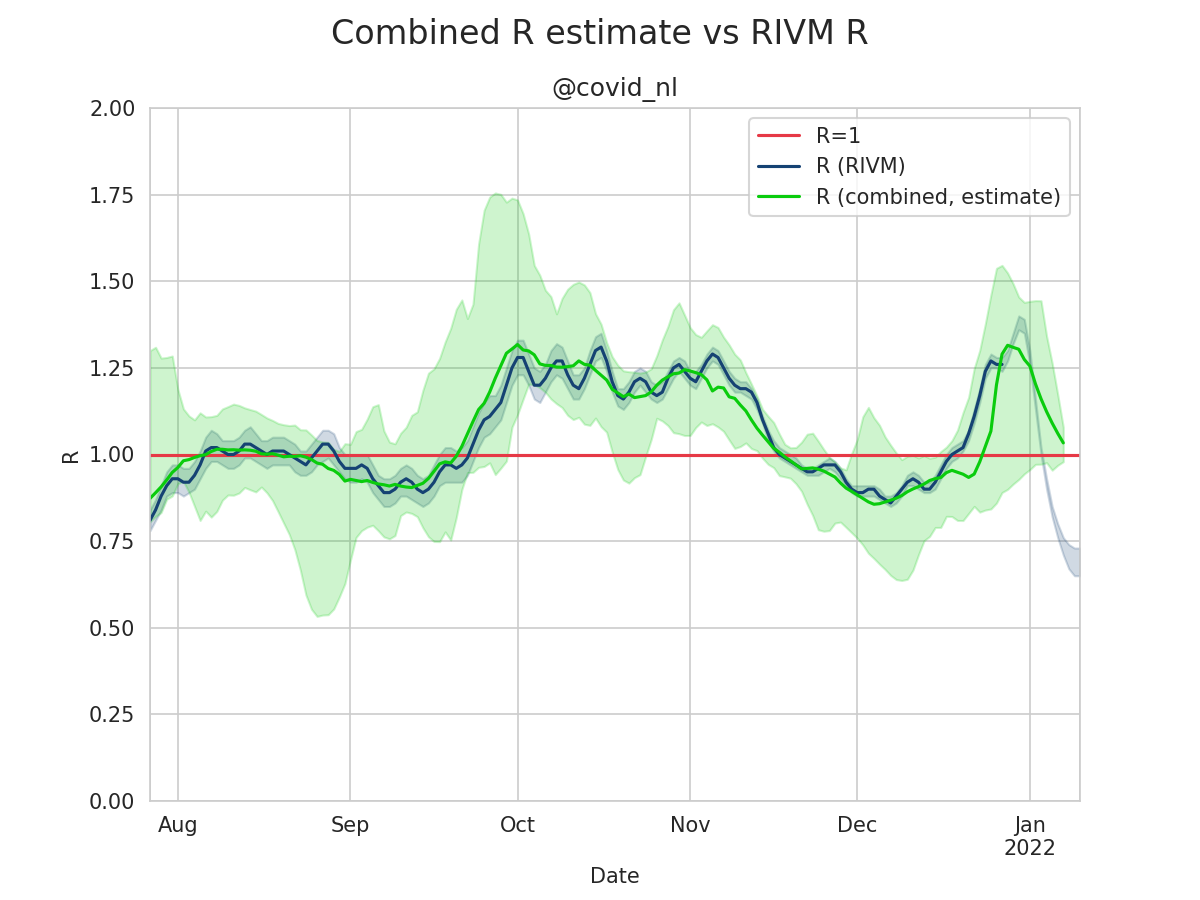 Combined R estimate vs RIVM R
@covid_nl
2.00
1.75
1.50
1.25
1.00
0.75
0.50
0.25
0.00
R
R=1
R (RIVM)
R (combined, estimate)
Aug Sep Oct Nov Dec Jan
2022
Date